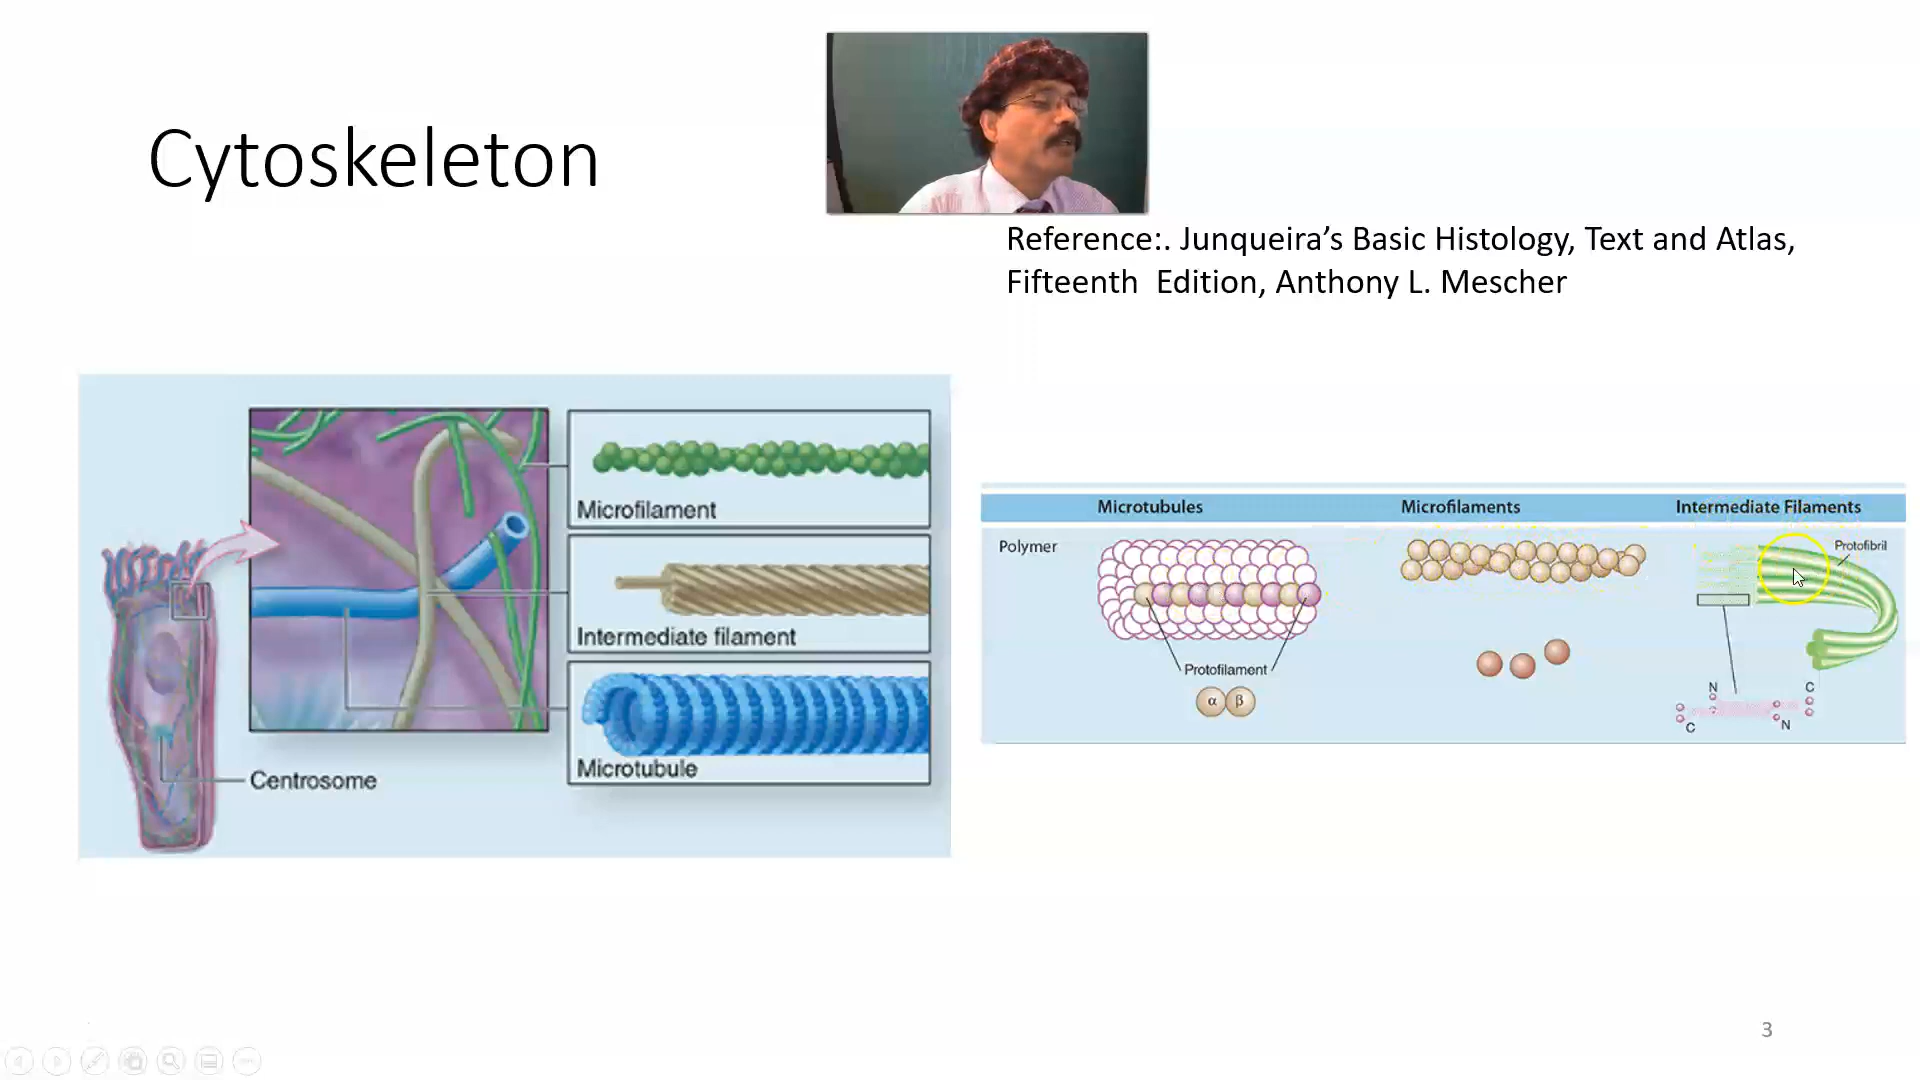 Cytoskeleton
Reference:. Junqueira’s Basic Histology, Text and Atlas,
Fifteenth Edition, Anthony L. Mescher
Microfilament
Intermediate filament
Microtubule
Centrosome
Microtubules Microfilaments Intermediate Filaments
Polymer
Protofibril
Protofilament
α β
N C
C N
3